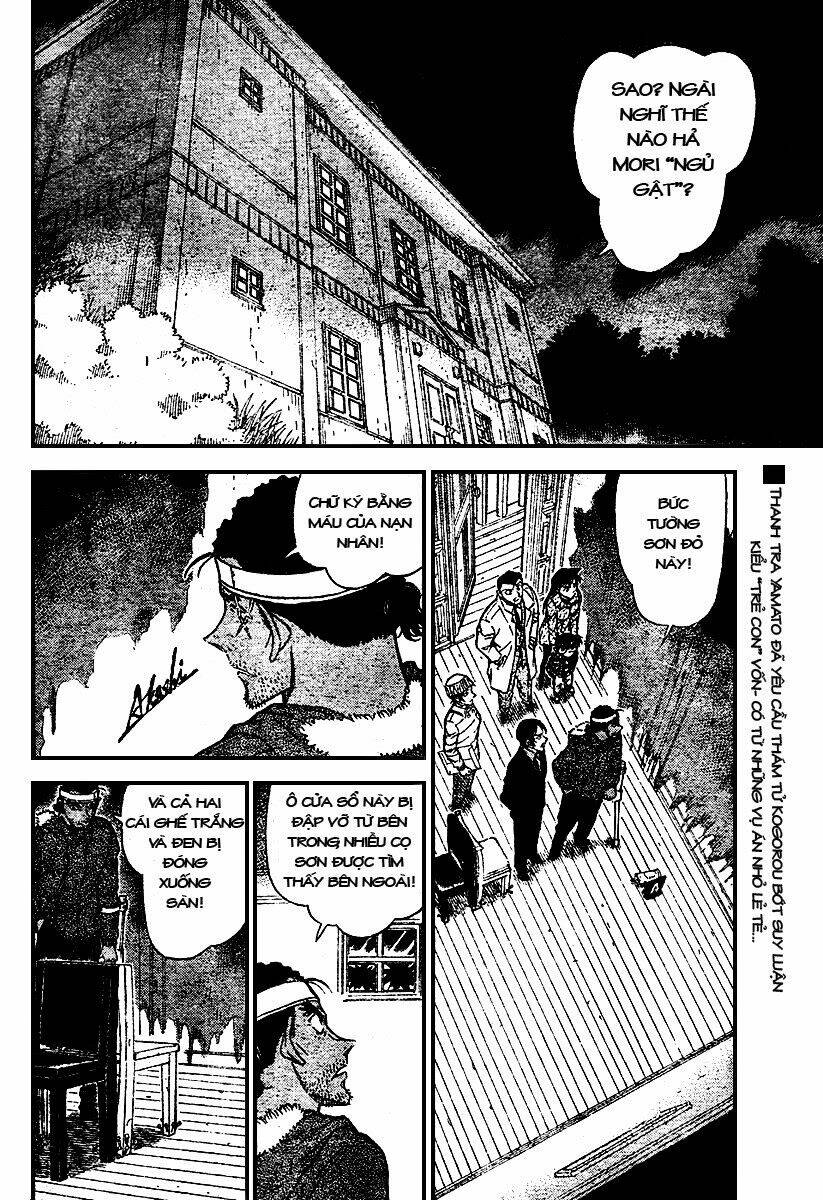 SAO? NGÀI
NGHĨ THẾ
NÀO HẢ
MORI “NGỦ
GẬT”?
THANH TRA YAMATO ĐÃ YÊU CẦU THÁM TỬ KOGOROU BỚT SUY LUẬN
KIỂU “TRẺ CON” VỐN- CÓ TỪ NHỮNG VỤ ÁN NHỎ LẺ TẺ...
BỨC
TƯỜNG
SƠN ĐỎ
NÀY!
CHỮ KÝ BẰNG
MÁU CỦA NẠN
NHÂN!
Akashi
Ô CỬA SỔ NÀY BỊ
ĐẬP VỠ TỪ BÊN
TRONG NHIỀU CỌ
SƠN ĐƯỢC TÌM
THẤY BÊN NGOÀI!
VÀ CẢ HAI
CÁI GHẾ TRẮNG
VÀ ĐEN BỊ
ĐÓNG
XUỐNG
SÀN!